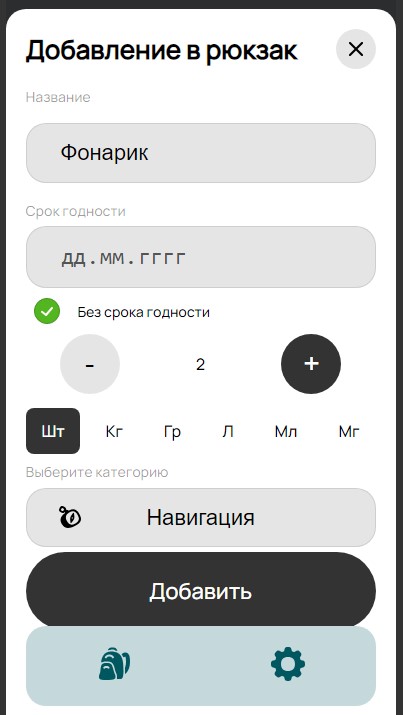 Добавление в рюкзак
Название
Фонарик
Срок годности
дд.мм.гггг
Без срока годности
- 2 +
Шт Кг Гр Л Мл Мг
Выберите категорию
Навигация
Добавить